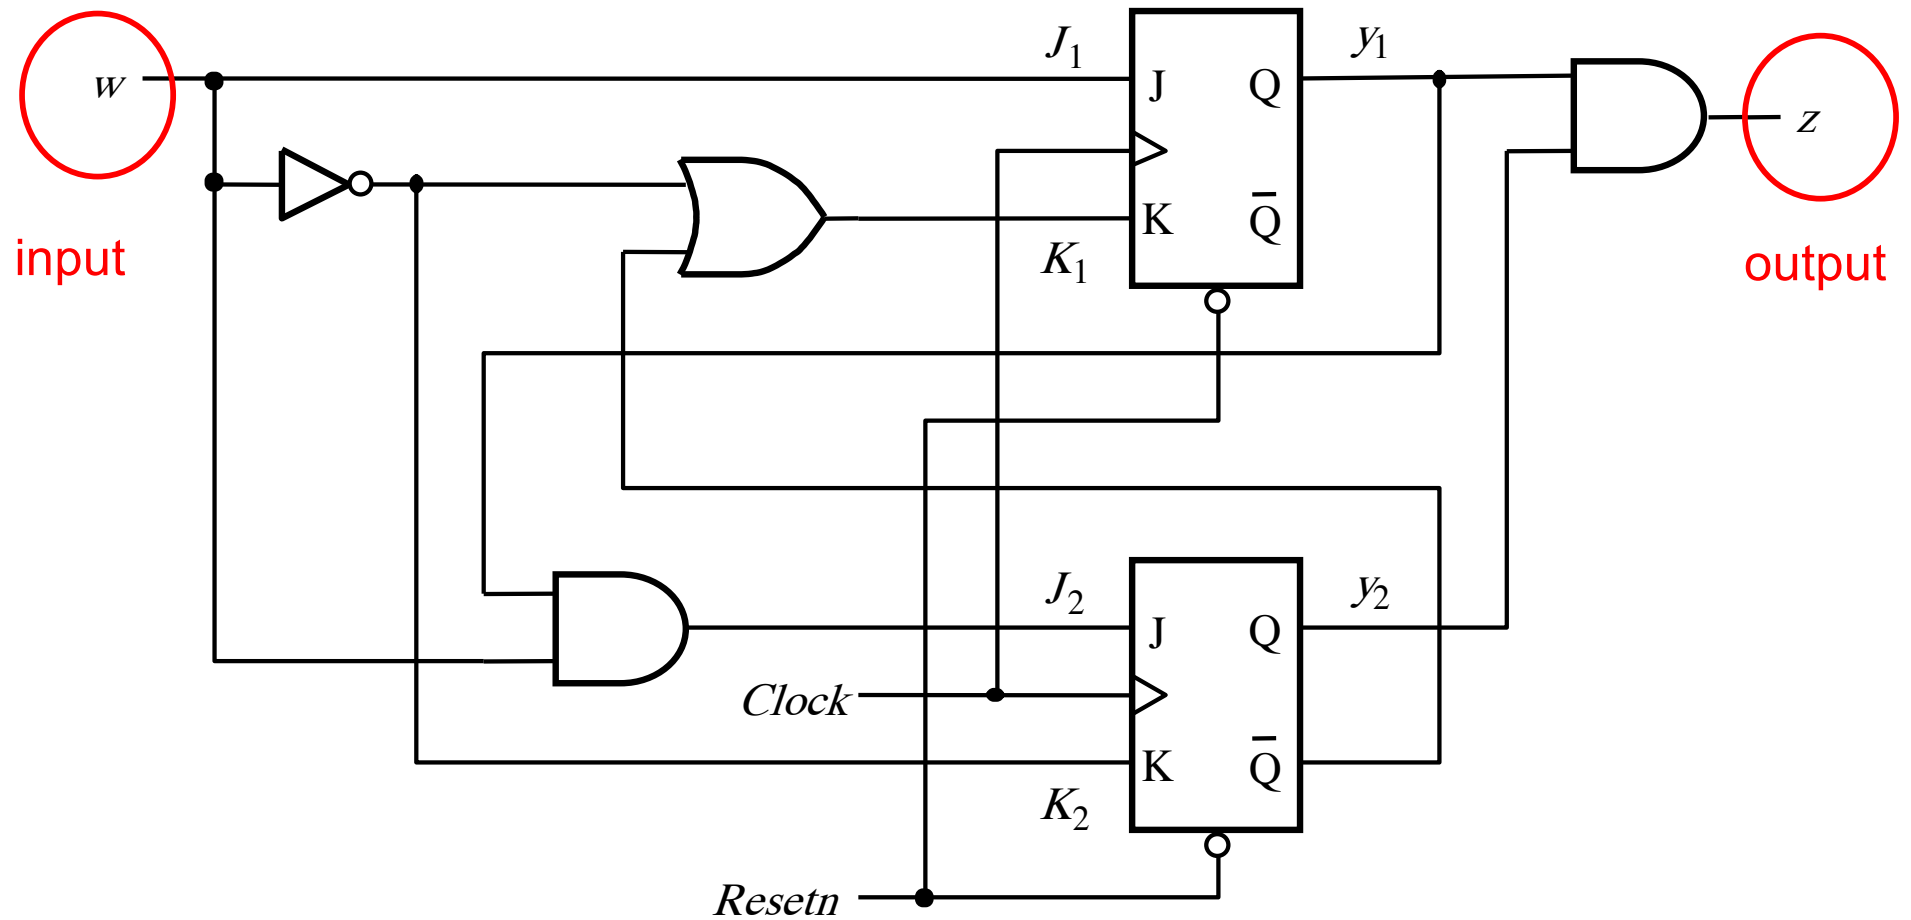 w
J1
y1
J
Q
z
K
Q̅
input
K1
output
J2
y2
J
Q
Clock
K
Q̅
K2
Resetn